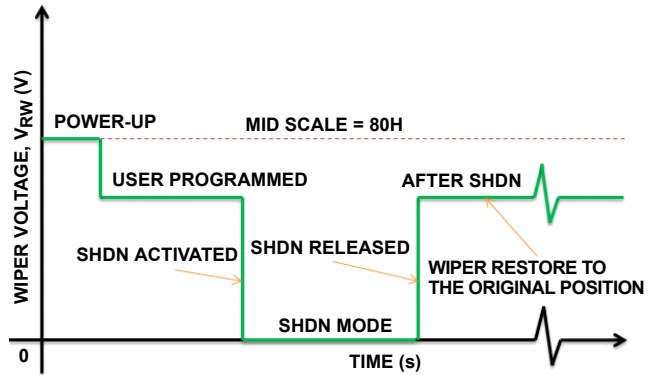 WIPER VOLTAGE, VRW (V)
POWER-UP
MID SCALE = 80H
USER PROGRAMMED
AFTER SHDN
SHDN ACTIVATED
SHDN RELEASED
WIPER RESTORE TO
THE ORIGINAL POSITION
SHDN MODE
0
TIME (s)